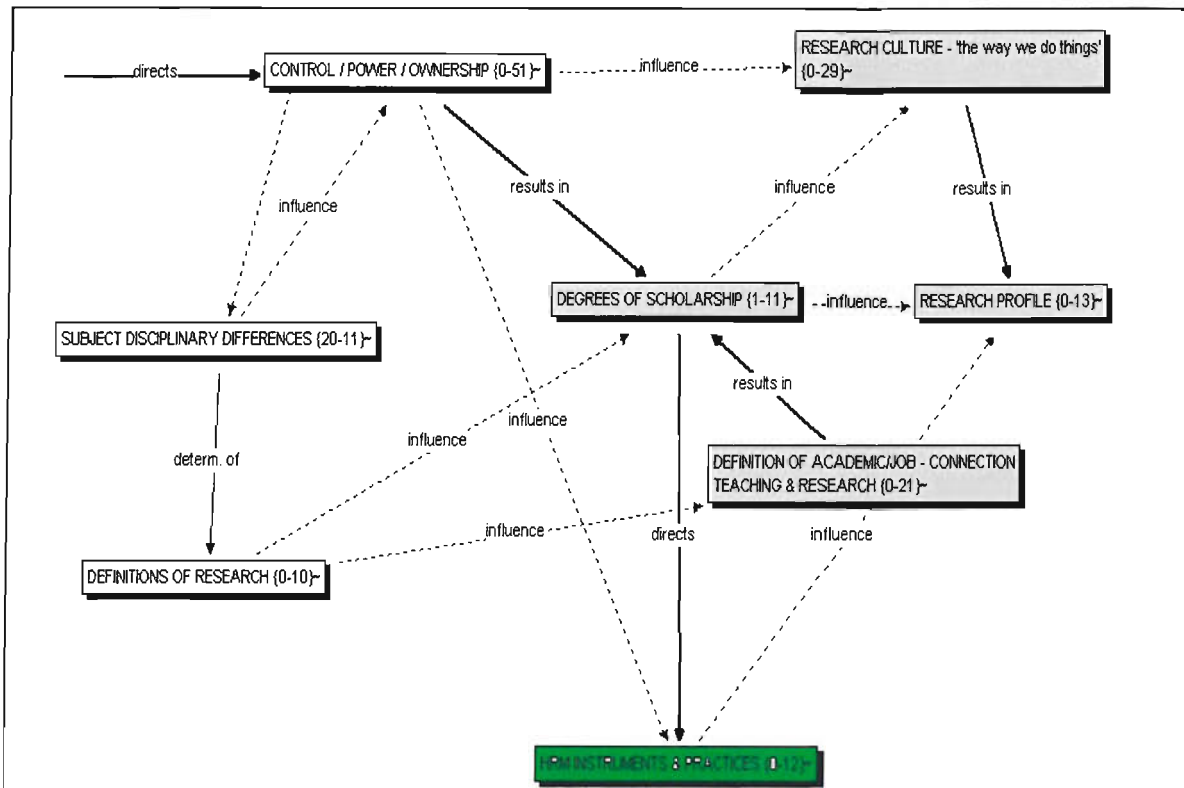 RESEARCH CULTURE - 'the way we do things'
{0-29}~
directs
CONTROL / POWER / OWNERSHIP {0-51}~
influence
results in
influence
influence
results in
DEGREES OF SCHOLARSHIP {1-11}~
influence
RESEARCH PROFILE {0-13}~
SUBJECT DISCIPLINARY DIFFERENCES {20-11}~
results in
influence
influence
determ. of
DEFINITION OF ACADEMIC/JOB - CONNECTION
TEACHING & RESEARCH {0-21}~
influence
directs
influence
DEFINITIONS OF RESEARCH {0-10}~
HRM INSTRUMENTS & PRACTICES {0-12}~